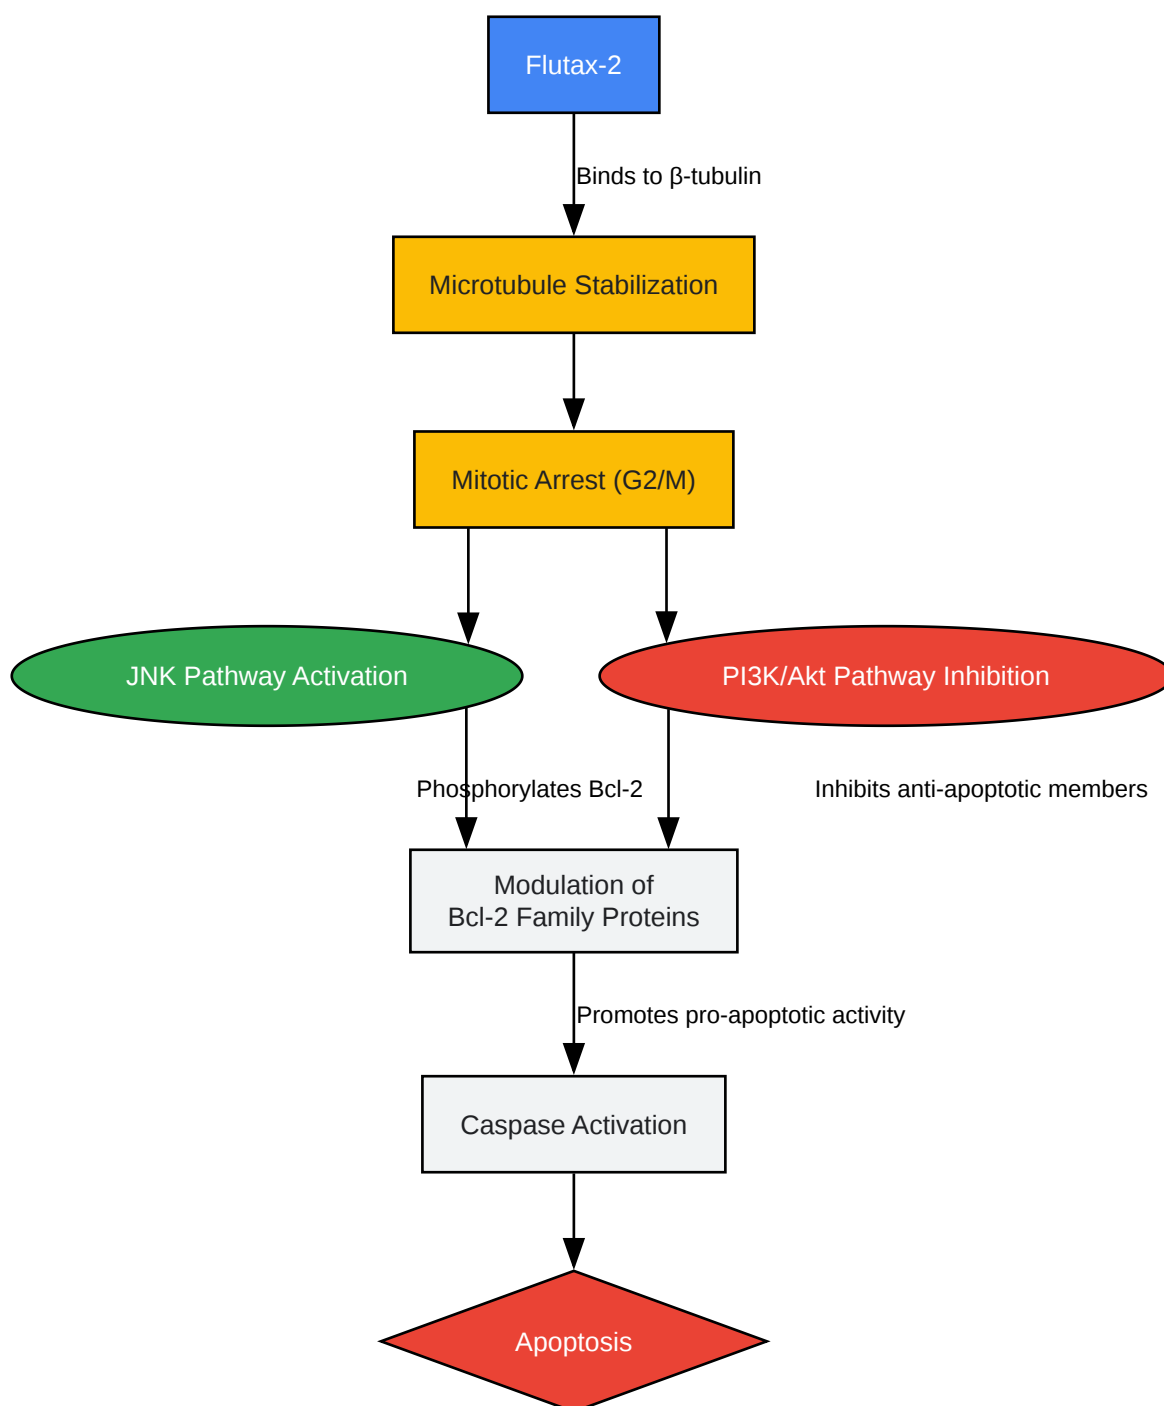 Flutax-2
Binds to β-tubulin
Microtubule Stabilization
Mitotic Arrest (G2/M)
JNK Pathway Activation
PI3K/Akt Pathway Inhibition
Phosphorylates Bcl-2
Inhibits anti-apoptotic members
Modulation of
Bcl-2 Family Proteins
Promotes pro-apoptotic activity
Caspase Activation
Apoptosis